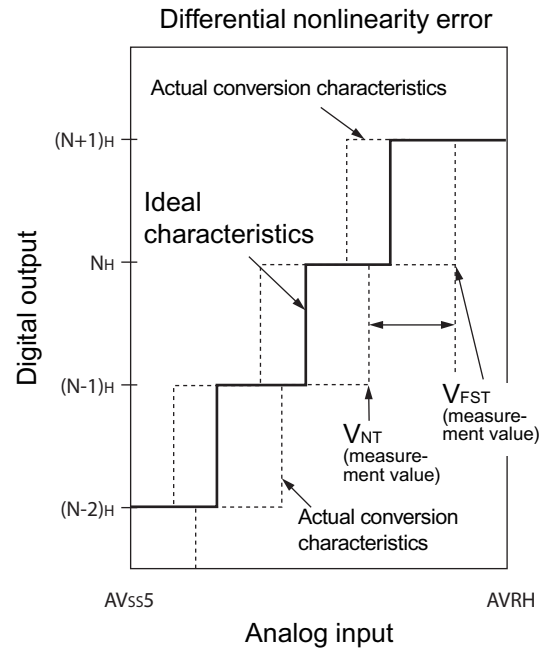 Differential nonlinearity error
Actual conversion characteristics
(N+1)H
Ideal
characteristics
NH
Digital output
(N-1)H
VFST
(measure-
ment value)
VNT
(measure-
ment value)
(N-2)H
Actual conversion
characteristics
AVss5
AVRH
Analog input